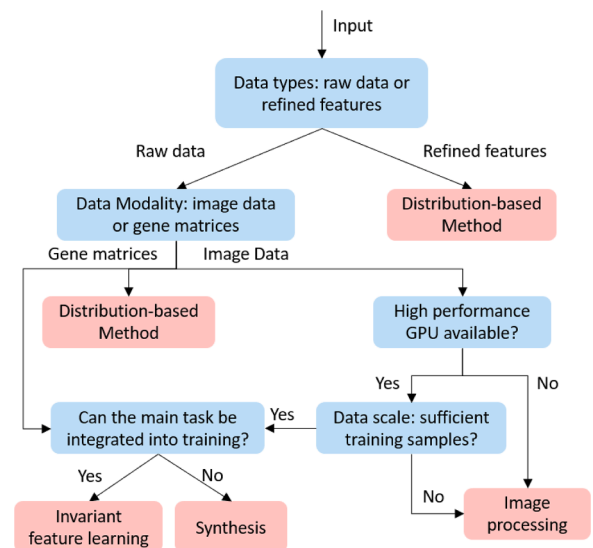 Input
Data types: raw data or
refined features
Raw data
Refined features
Data Modality: image data
or gene matrices
Distribution-based
Method
Gene matrices
Image Data
Distribution-based
Method
High performance
GPU available?
Yes
No
Can the main task be
integrated into training?
Yes
Data scale: sufficient
training samples?
Yes
No
No
Invariant
feature learning
Synthesis
Image
processing